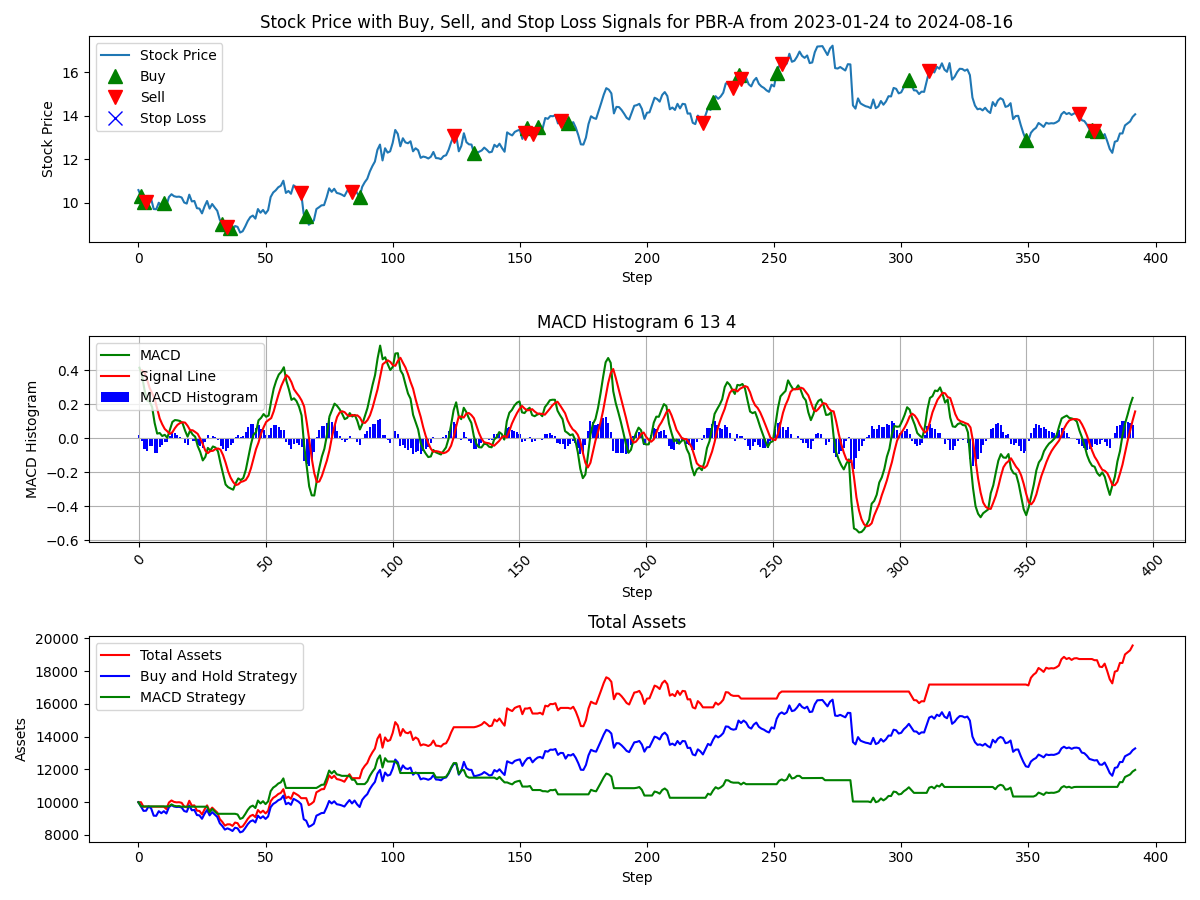 Stock Price with Buy, Sell, and Stop Loss Signals for PBR-A from 2023-01-24 to 2024-08-16
Stock Price
Buy
Sell
Stop Loss
Stock Price
16
14
12
10
0 50 100 150 200 250 300 350 400
Step
MACD Histogram 6 13 4
MACD
Signal Line
MACD Histogram
MACD Histogram
0.4
0.2
0.0
−0.2
−0.4
−0.6
0 50 100 150 200 250 300 350 400
Step
Total Assets
Total Assets
Buy and Hold Strategy
MACD Strategy
Assets
20000
18000
16000
14000
12000
10000
8000
0 50 100 150 200 250 300 350 400
Step